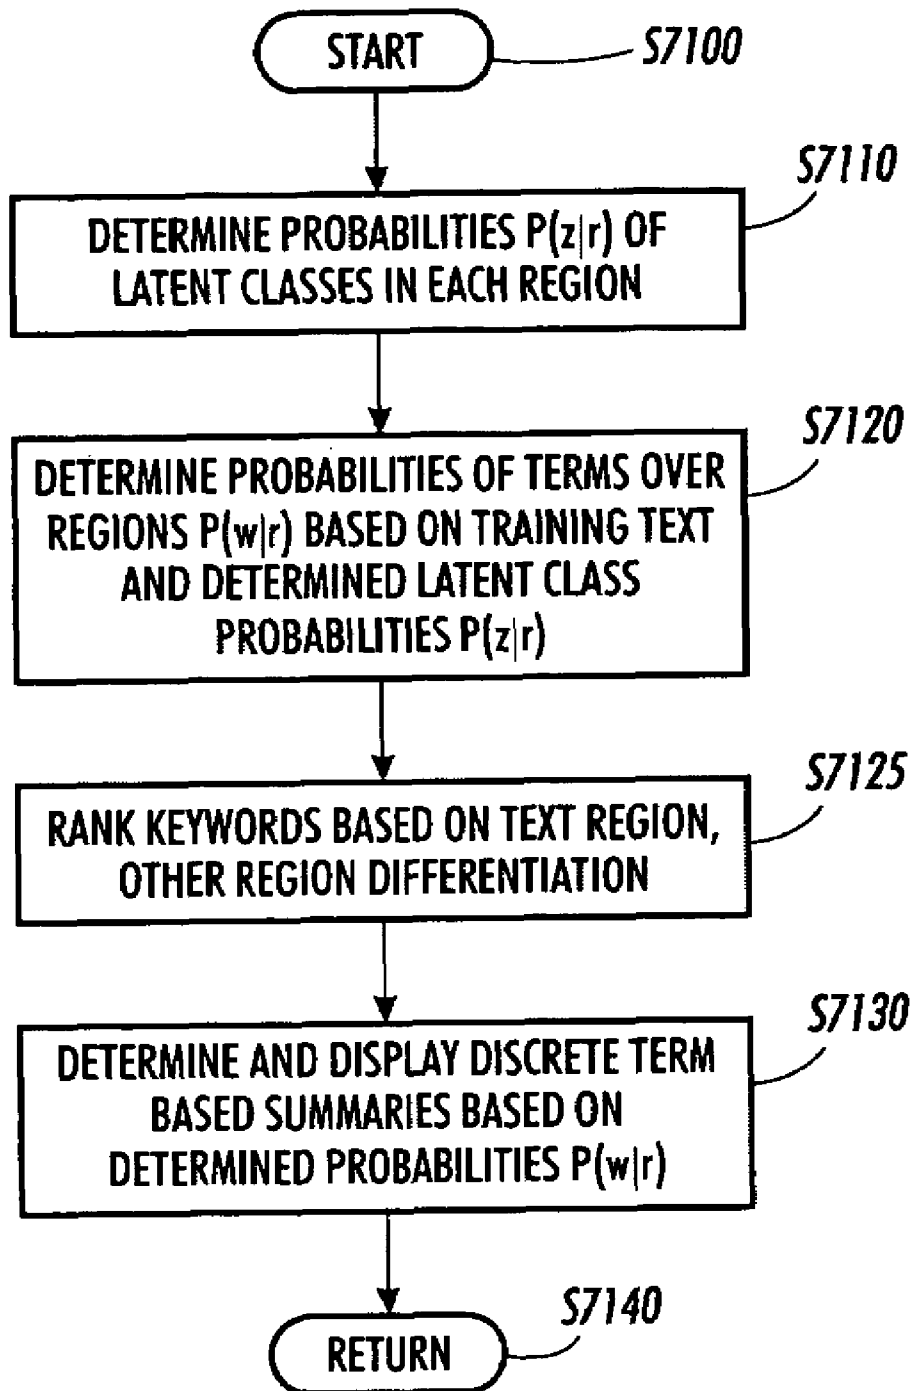 START
S7100
S7110
DETERMINE PROBABILITIES P(z|r) OF
LATENT CLASSES IN EACH REGION
S7120
DETERMINE PROBABILITIES OF TERMS OVER
REGIONS P(w|r) BASED ON TRAINING TEXT
AND DETERMINED LATENT CLASS
PROBABILITIES P(z|r)
S7125
RANK KEYWORDS BASED ON TEXT REGION,
OTHER REGION DIFFERENTIATION
S7130
DETERMINE AND DISPLAY DISCRETE TERM
BASED SUMMARIES BASED ON
DETERMINED PROBABILITIES P(w|r)
S7140
RETURN